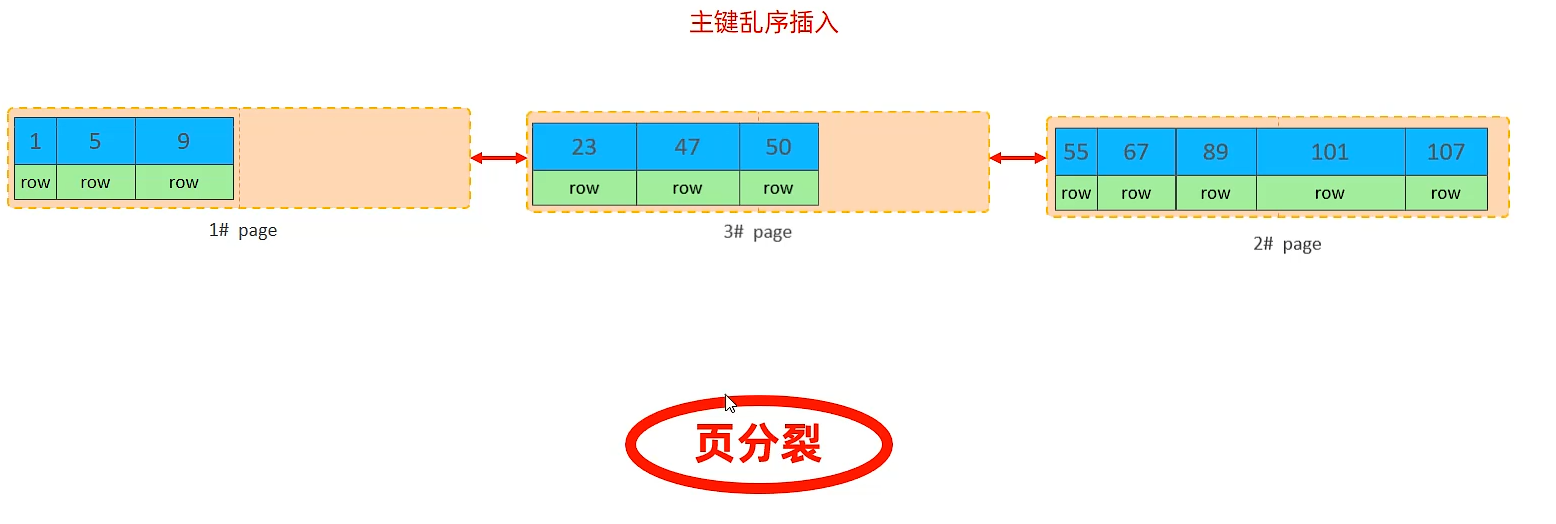 主键乱序插入
1 5 9
row row row
1# page
23 47 50
row row row
3# page
55 67 89 101 107
row row row row row
2# page
页分裂